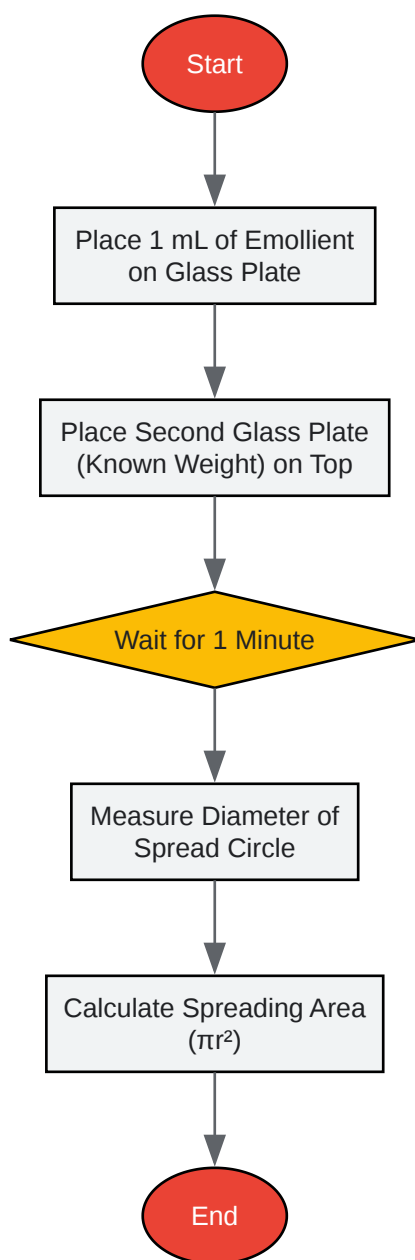 Start
Place 1 mL of Emollient
on Glass Plate
Place Second Glass Plate
(Known Weight) on Top
Wait for 1 Minute
Measure Diameter of
Spread Circle
Calculate Spreading Area
(πr²)
End